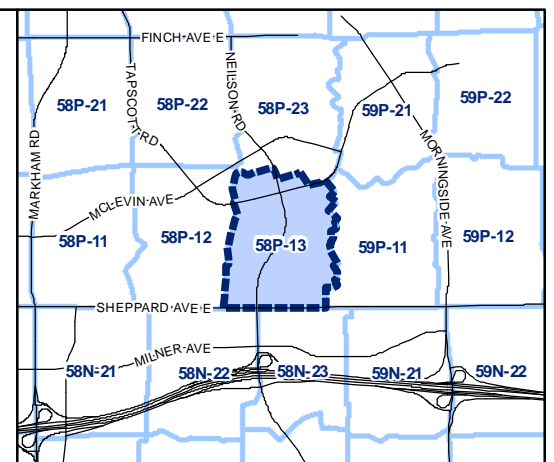 FINCH AVE E
TAPSCOTT RD
NEILSON RD
MARKHAM RD
58P-21
58P-22
58P-23
59P-21
59P-22
MORNINGSIDE AVE
MCLEVIN AVE
58P-11
58P-12
58P-13
59P-11
59P-12
SHEPPARD AVE E
MILNER AVE
58N-21
58N-22
58N-23
59N-21
59N-22